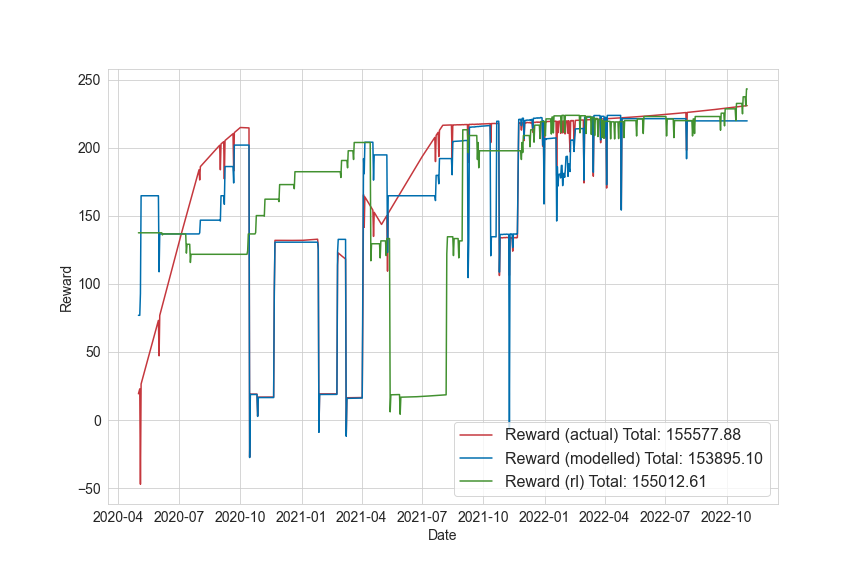 250
200
150
100
50
0
−50
Reward
Reward (actual) Total: 155577.88
Reward (modelled) Total: 153895.10
Reward (rl) Total: 155012.61
2020-04 2020-07 2020-10 2021-01 2021-04 2021-07 2021-10 2022-01 2022-04 2022-07 2022-10
Date